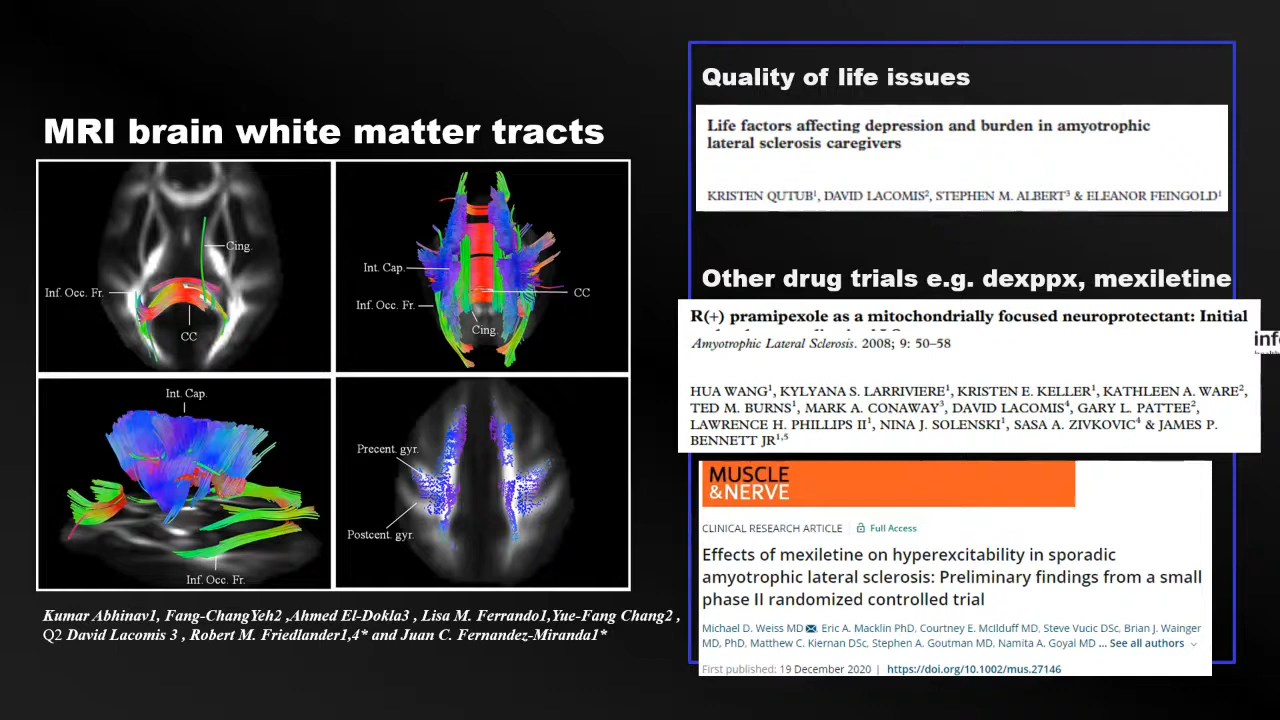 MRI brain white matter tracts
Cing.
Inf. Occ. Fr.
CC
Int. Cap.
CC
Inf. Occ. Fr.
Cing
Int. Cap.
Inf. Occ. Fr.
Precent. gyr.
Postcent. gyr.
Kumar Abhinav1, Fang-ChangYeh2 ,Ahmed El-Dokla3 , Lisa M. Ferrando1,Yue-Fang Chang2 ,
Q2 David Lacomis 3 , Robert M. Friedlander1,4* and Juan C. Fernandez-Miranda1*
Quality of life issues
Life factors affecting depression and burden in amyotrophic
lateral sclerosis caregivers
KRISTEN QUTUB¹, DAVID LACOMIS², STEPHEN M. ALBERT³ & ELEANOR FEINGOLD¹
Other drug trials e.g. dexppx, mexiletine
R(+) pramipexole as a mitochondrially focused neuroprotectant: Initial
Amyotrophic Lateral Sclerosis. 2008; 9: 50–58
HUA WANG¹, KYLYANA S. LARRIVIERE¹, KRISTEN E. KELLER¹, KATHLEEN A. WARE²,
TED M. BURNS¹, MARK A. CONAWAY³, DAVID LACOMIS⁴, GARY L. PATTEE²,
LAWRENCE H. PHILLIPS II¹, NINA J. SOLENSKI¹, SASA A. ZIVKOVIC⁴ & JAMES P.
BENNETT JR¹,⁵
MUSCLE
&NERVE
CLINICAL RESEARCH ARTICLE Full Access
Effects of mexiletine on hyperexcitability in sporadic
amyotrophic lateral sclerosis: Preliminary findings from a small
phase II randomized controlled trial
Michael D. Weiss MD, Eric A. Macklin PhD, Courtney E. McIlduff MD, Steve Vucic DSc, Brian J. Wainger
MD, PhD, Matthew C. Kiernan DSc, Stephen A. Goutman MD, Namita A. Goyal MD ... See all authors
First published: 19 December 2020 | https://doi.org/10.1002/mus.27146